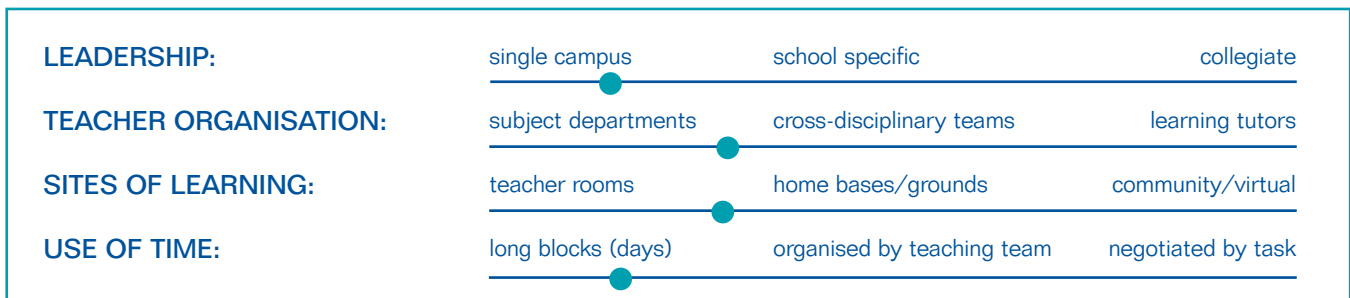 LEADERSHIP: single campus school specific collegiate
TEACHER ORGANISATION: subject departments cross-disciplinary teams learning tutors
SITES OF LEARNING: teacher rooms home bases/grounds community/virtual
USE OF TIME: long blocks (days) organised by teaching team negotiated by task